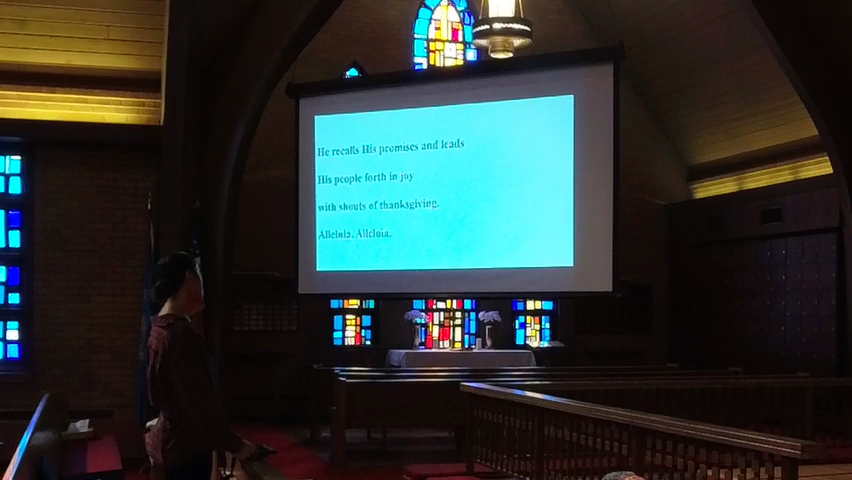 He recalls His promises and leads
His people forth in joy
with shouts of thanksgiving.
Alleluia. Alleluia.